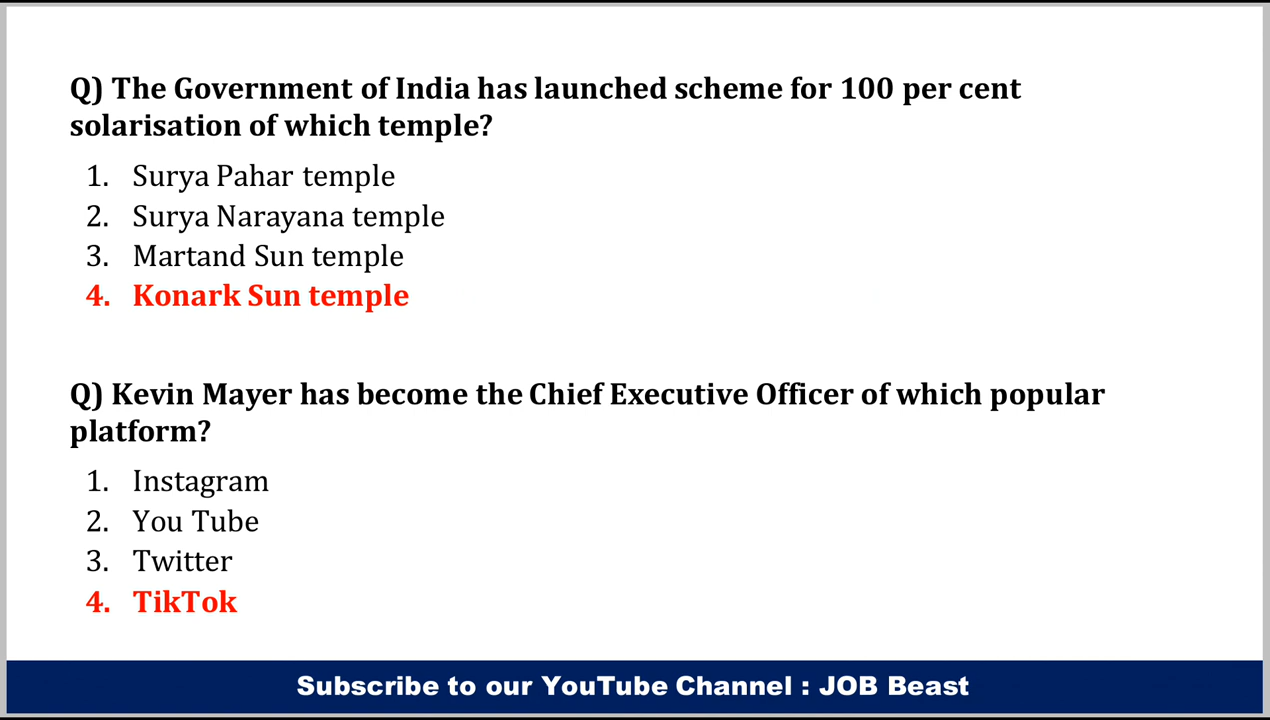 Q) The Government of India has launched scheme for 100 per cent
solarisation of which temple?
1. Surya Pahar temple
2. Surya Narayana temple
3. Martand Sun temple
4. Konark Sun temple
Q) Kevin Mayer has become the Chief Executive Officer of which popular
platform?
1. Instagram
2. You Tube
3. Twitter
4. TikTok
Subscribe to our YouTube Channel : JOB Beast